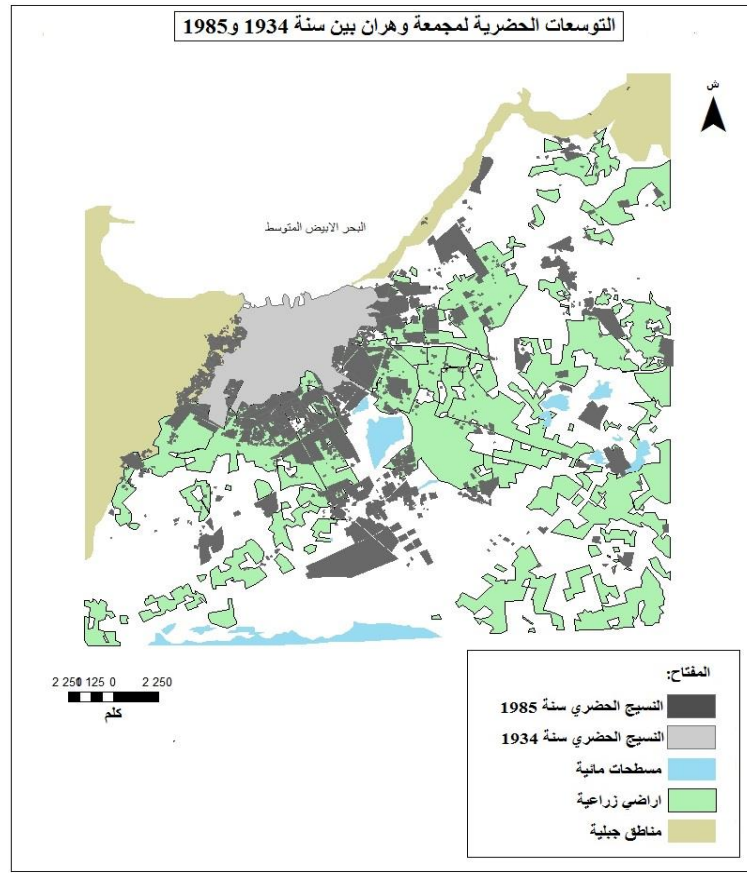 التوسعات الحضرية لمجمعة وهران بين سنة 1934 و1985
ش
البحر الابيض المتوسط
2 250 1 125 0 2 250
كلم
المفتاح:
النسيج الحضري سنة 1985
النسيج الحضري سنة 1934
مسطحات مائية
اراضي زراعية
مناطق جبلية